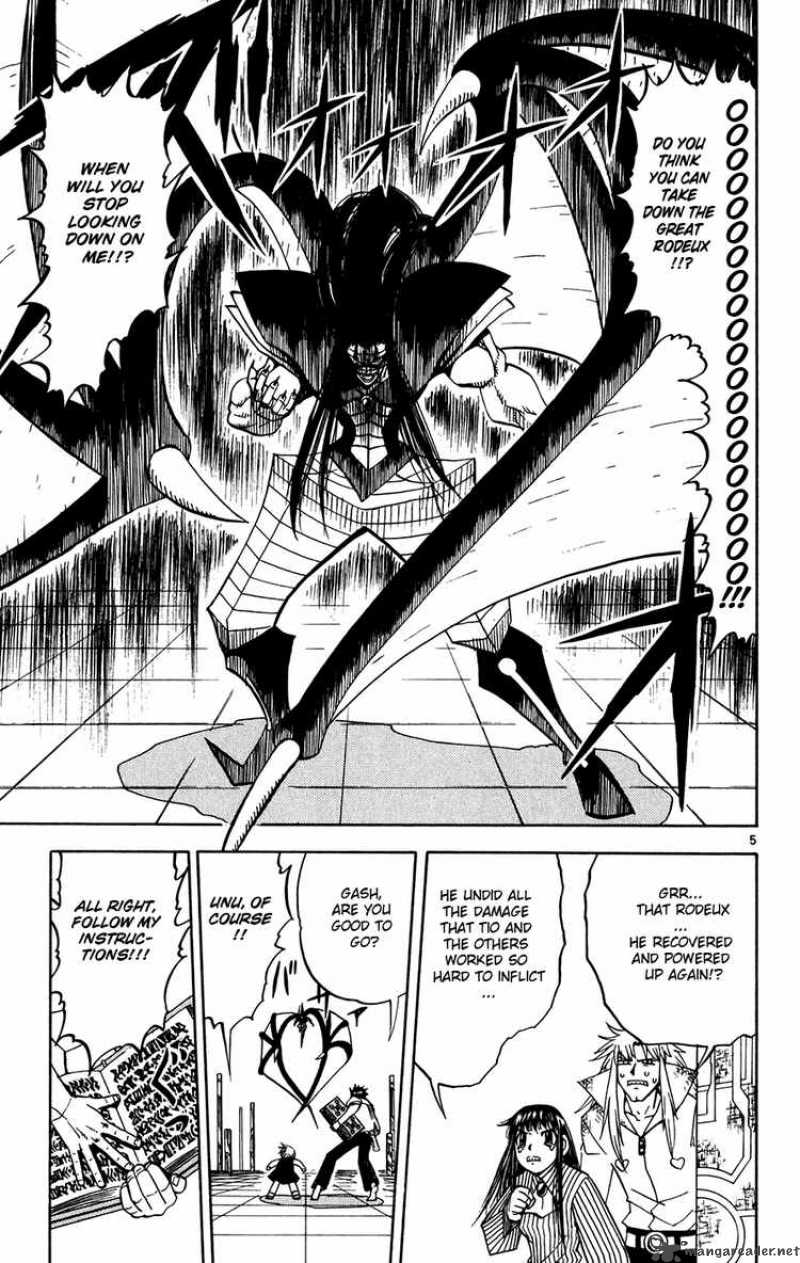 DO YOU
THINK
YOU CAN
TAKE
DOWN THE
GREAT
RODEUX
!!?
OOOOOOOOOOOOOOOOOOOOOO!!!
WHEN
WILL YOU
STOP
LOOKING
DOWN ON
ME!!?
5
GRR...
THAT RODEUX
...
HE RECOVERED
AND POWERED
UP AGAIN!?
HE UNDID ALL
THE DAMAGE
THAT TIO AND
THE OTHERS
WORKED SO
HARD TO INFLICT
...
GASH,
ARE YOU
GOOD TO
GO?
UNU, OF
COURSE
!!
ALL RIGHT,
FOLLOW MY
INSTRUC-
TIONS!!!
mangareader.net